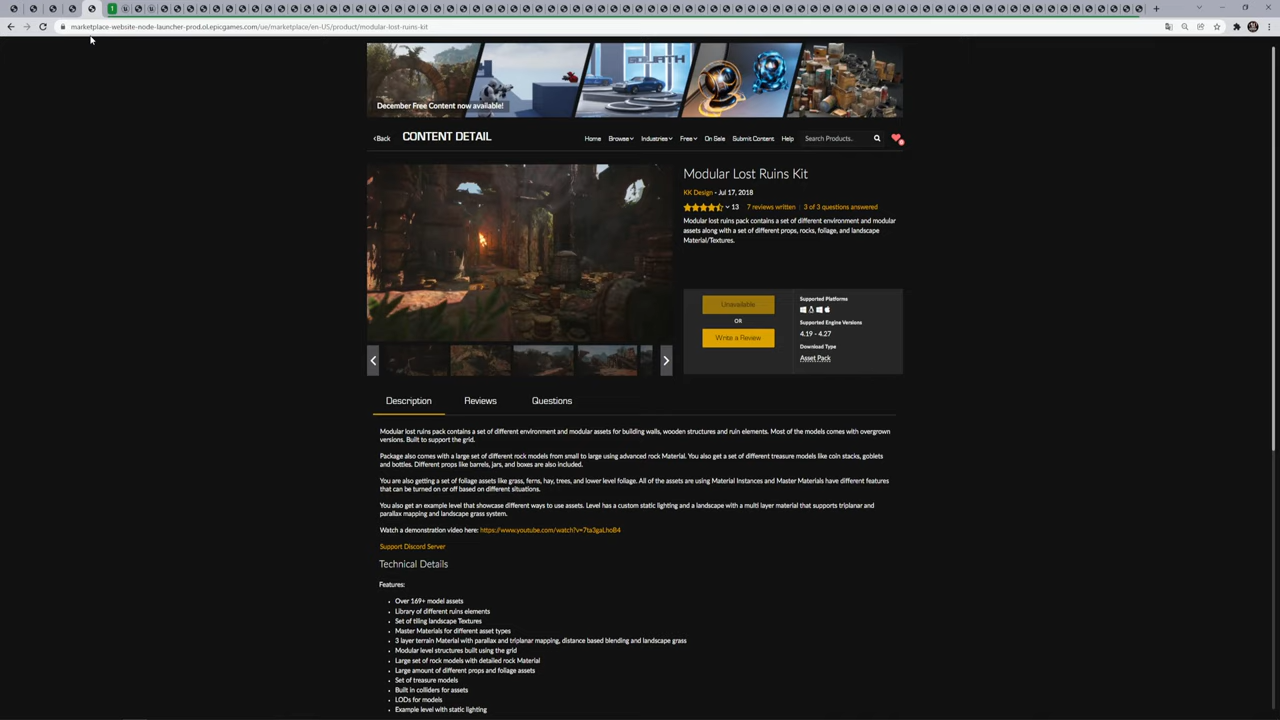 1
marketplace-website-node-launcher-prod.ol.epicgames.com/ue/marketplace/en-US/product/modular-lost-ruins-kit
GOLIATH
December Free Content now available!
<Back
CONTENT DETAIL
Home
Browse
Industries
Free
On Sale
Submit Content
Help
Search Products..
Modular Lost Ruins Kit
KK Design - Jul 17, 2018
13
7 reviews written
3 of 3 questions answered
Modular lost ruins pack contains a set of different environment and modular
assets along with a set of different props, rocks, foliage, and landscape
Material/Textures.
Unavailable
OR
Write a Review
Supported Platforms
Supported Engine Versions
4.19 - 4.27
Download Type
Asset Pack
Description
Reviews
Questions
Modular lost ruins pack contains a set of different environment and modular assets for building walls, wooden structures and ruin elements. Most of the models comes with overgrown
versions. Built to support the grid.
Package also comes with a large set of different rock models from small to large using advanced rock Material. You also get a set of different treasure models like coin stacks, goblets
and bottles. Different props like barrels, jars, and boxes are also included.
You are also getting a set of foliage assets like grass, ferns, hay, trees, and lower level foliage. All of the assets are using Material Instances and Master Materials have different features
that can be turned on or off based on different situations.
You also get an example level that showcase different ways to use assets. Level has a custom static lighting and a landscape with a multi layer material that supports triplanar and
parallax mapping and landscape grass system.
Watch a demonstration video here: https://www.youtube.com/watch?v=7ta3gaLhoB4
Support Discord Server
Technical Details
Features:
Over 169+ model assets
Library of different ruins elements
Set of tiling landscape Textures
Master Materials for different asset types
3 layer terrain Material with parallax and triplanar mapping, distance based blending and landscape grass
Modular level structures built using the grid
Large set of rock models with detailed rock Material
Large amount of different props and foliage assets
Set of treasure models
Built in colliders for assets
LODs for models
Example level with static lighting